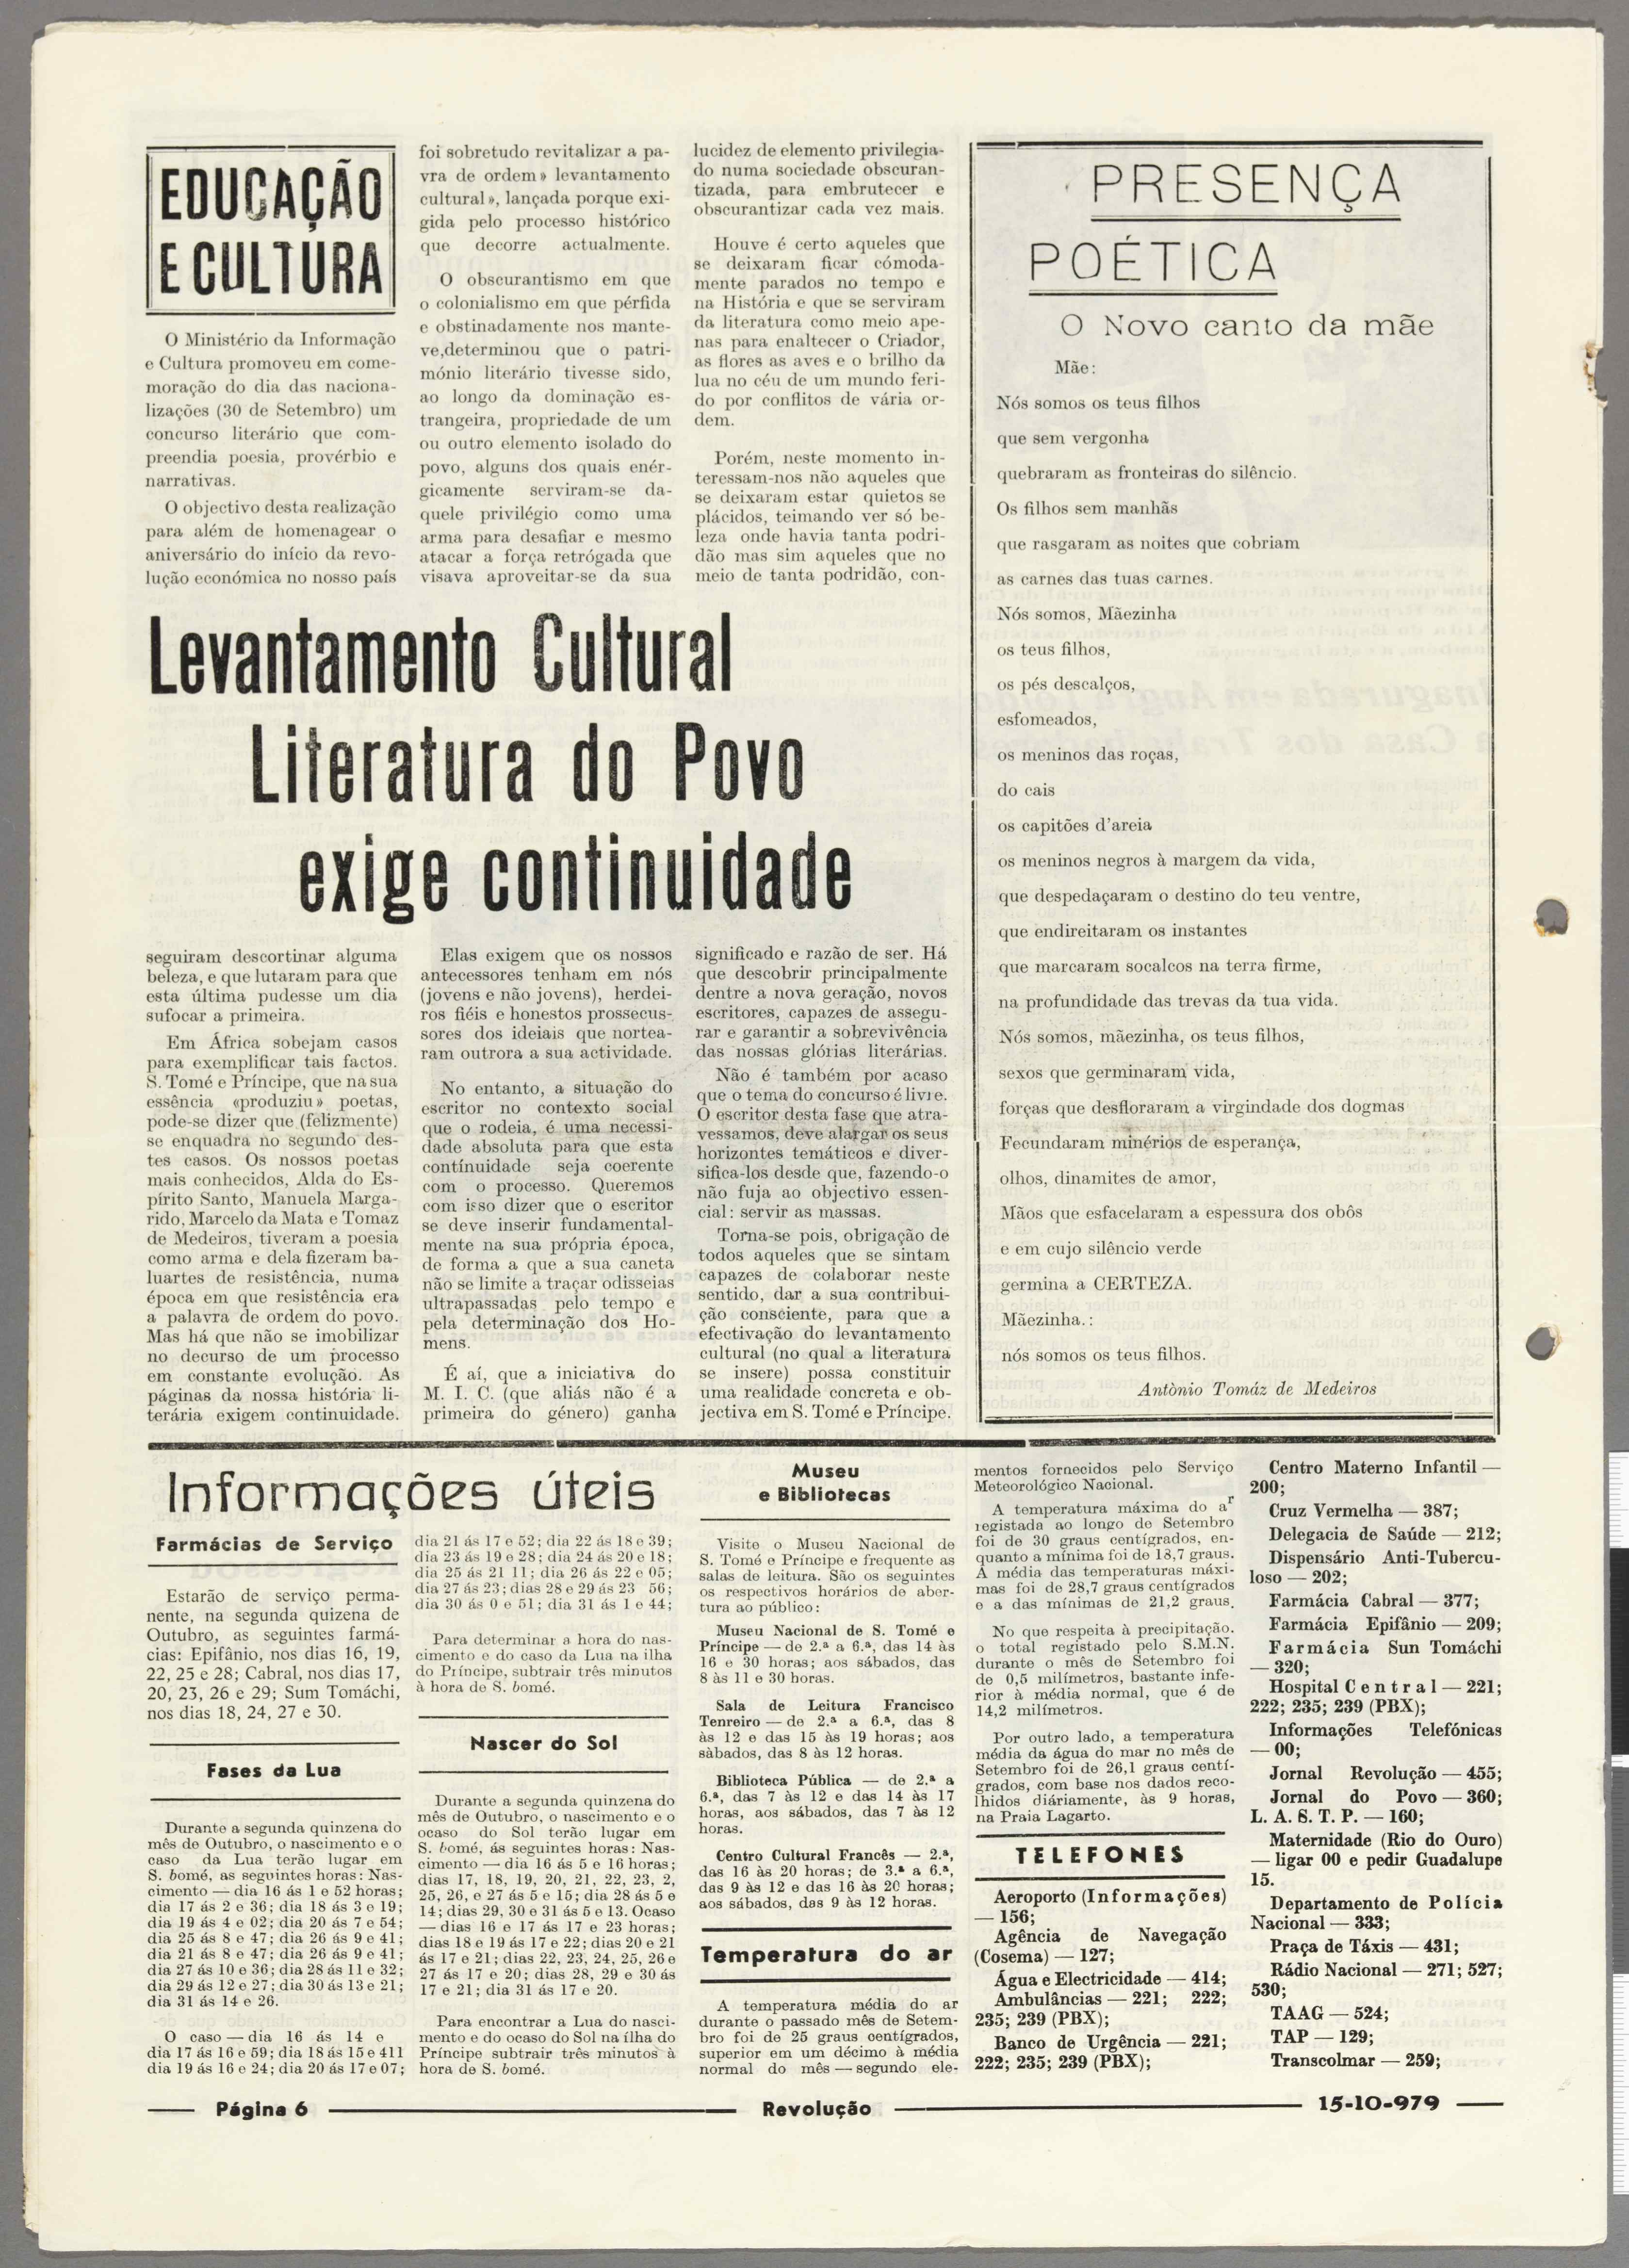 EDUCAÇÃO
E CULTURA
O Ministério da Informação
e Cultura promoveu em come-
moração do dia das naciona-
lizações (30 de Setembro) um
concurso literário que com-
preendia poesia, provérbio e
narrativas.
O objectivo desta realização
para além de homenagear o
aniversário do início da revo-
lução económica no nosso país
foi sobretudo revitalizar a pa-
vra de ordem» levantamento
cultural», lançada porque exi-
gida pelo processo histórico
que decorre actualmente.
O obscurantismo em que
o colonialismo em que pérfida
e obstinadamente nos mante-
ve,determinou que o patri-
mónio literário tivesse sido,
ao longo da dominação es-
trangeira, propriedade de um
ou outro elemento isolado do
povo, alguns dos quais enér-
gicamente serviram-se da-
quele privilégio como uma
arma para desafiar e mesmo
atacar a força retrógada que
visava aproveitar-se da sua
lucidez de elemento privilegia-
do numa sociedade obscuran-
tizada, para embrutecer e
obscurantizar cada vez mais.
Houve é certo aqueles que
se deixaram ficar cómoda-
mente parados no tempo e
na História e que se serviram
da literatura como meio ape-
nas para enaltecer o Criador,
as flores as aves e o brilho da
lua no céu de um mundo feri-
do por conflitos de vária or-
dem.
Porém, neste momento in-
teressam-nos não aqueles que
se deixaram estar quietos se
plácidos, teimando ver só be-
leza onde havia tanta podri-
dão mas sim aqueles que no
meio de tanta podridão, con-
Levantamento Cultural
Literatura do Povo
exige continuidade
seguiram descortinar alguma
beleza, e que lutaram para que
esta última pudesse um dia
sufocar a primeira.
Em África sobejam casos
para exemplificar tais factos.
S. Tomé e Príncipe, que na sua
essência «produziu» poetas,
pode-se dizer que (felizmente)
se enquadra no segundo des-
tes casos. Os nossos poetas
mais conhecidos, Alda do Es-
pírito Santo, Manuela Marga-
rido, Marcelo da Mata e Tomaz
de Medeiros, tiveram a poesia
como arma e dela fizeram ba-
luartes de resistência, numa
época em que resistência era
a palavra de ordem do povo.
Mas há que não se imobilizar
no decurso de um processo
em constante evolução. As
páginas da nossa história li-
terária exigem continuidade.
Elas exigem que os nossos
antecessores tenham em nós
(jovens e não jovens), herdei-
ros fiéis e honestos prossecus-
sores dos ideiais que nortea-
ram outrora a sua actividade.
No entanto, a situação do
escritor no contexto social
que o rodeia, é uma necessi-
dade absoluta para que esta
contínuidade seja coerente
com o processo. Queremos
com isso dizer que o escritor
se deve inserir fundamental-
mente na sua própria época,
de forma a que a sua caneta
não se limite a traçar odisseias
ultrapassadas pelo tempo e
pela determinação dos Ho-
mens.
É aí, que a iniciativa do
M. I. C. (que aliás não é a
primeira do género) ganha
significado e razão de ser. Há
que descobrir principalmente
dentre a nova geração, novos
escritores, capazes de assegu-
rar e garantir a sobrevivência
das nossas glórias literárias.
Não é também por acaso
que o tema do concurso é livre.
O escritor desta fase que atra-
vessamos, deve alargar os seus
horizontes temáticos e diver-
sifica-los desde que, fazendo-o
não fuja ao objectivo essen-
cial: servir as massas.
Torna-se pois, obrigação de
todos aqueles que se sintam
capazes de colaborar neste
sentido, dar a sua contribui-
ção consciente, para que a
efectivação do levantamento
cultural (no qual a literatura
se insere) possa constituir
uma realidade concreta e ob-
jectiva em S. Tomé e Príncipe.
PRESENÇA
POÉTICA
O Novo canto da mãe
Mãe:
Nós somos os teus filhos
que sem vergonha
quebraram as fronteiras do silêncio.
Os filhos sem manhãs
que rasgaram as noites que cobriam
as carnes das tuas carnes.
Nós somos, Mãezinha
os teus filhos,
os pés descalços,
esfomeados,
os meninos das roças,
do cais
os capitões d'areia
os meninos negros à margem da vida,
que despedaçaram o destino do teu ventre,
que endireitaram os instantes
que marcaram socalcos na terra firme,
na profundidade das trevas da tua vida.
Nós somos, mãezinha, os teus filhos,
sexos que germinaram vida,
forças que desfloraram a virgindade dos dogmas
Fecundaram minérios de esperança,
olhos, dinamites de amor,
Mãos que esfacelaram a espessura dos obôs
e em cujo silêncio verde
germina a CERTEZA.
Mãezinha.:
nós somos os teus filhos.
Antònio Tomáz de Medeiros
Informações úteis
Farmácias de Serviço
Estarão de serviço perma-
nente, na segunda quizena de
Outubro, as seguintes farmá-
cias: Epifânio, nos dias 16, 19,
22, 25 e 28; Cabral, nos dias 17,
20, 23, 26 e 29; Sum Tomáchi,
nos dias 18, 24, 27 e 30.
Fases da Lua
Durante a segunda quinzena do
mês de Outubro, o nascimento e o
caso da Lua terão lugar em
S. bomé, as seguintes horas: Nas-
cimento — dia 16 ás 1 e 52 horas;
dia 17 ás 2 e 36; dia 18 ás 3 e 19;
dia 19 ás 4 e 02; dia 20 ás 7 e 54;
dia 25 ás 8 e 47; dia 26 ás 9 e 41;
dia 21 ás 8 e 47; dia 26 ás 9 e 41;
dia 27 ás 10 e 36; dia 28 ás 11 e 32;
dia 29 ás 12 e 27; dia 30 ás 13 e 21;
dia 31 ás 14 e 26.
O caso — dia 16 ás 14 e
dia 17 ás 16 e 59; dia 18 ás 15 e 411
dia 19 ás 16 e 24; dia 20 ás 17 e 07;
dia 21 ás 17 e 52; dia 22 ás 18 e 39;
dia 23 ás 19 e 28; dia 24 ás 20 e 18;
dia 25 ás 21 11; dia 26 ás 22 e 05;
dia 27 ás 23; dias 28 e 29 ás 23 56;
dia 30 ás 0 e 51; dia 31 ás 1 e 44;
Para determinar a hora do nas-
cimento e do caso da Lua na ilha
do Príncipe, subtrair três minutos
à hora de S. bomé.
Nascer do Sol
Durante a segunda quinzena do
mês de Outubro, o nascimento e o
ocaso do Sol terão lugar em
S. bomé, ás seguintes horas: Nas-
cimento — dia 16 ás 5 e 16 horas;
dias 17, 18, 19, 20, 21, 22, 23, 2,
25, 26, e 27 ás 5 e 15; dia 28 ás 5 e
14; dias 29, 30 e 31 ás 5 e 13. Ocaso
— dias 16 e 17 ás 17 e 23 horas;
dias 18 e 19 ás 17 e 22; dias 20 e 21
ás 17 e 21; dias 22, 23, 24, 25, 26 e
27 ás 17 e 20; dias 28, 29 e 30 ás
17 e 21; dia 31 ás 17 e 20.
Para encontrar a Lua do nasci-
mento e do ocaso do Sol na ílha do
Príncipe subtrair três minutos à
hora de S. bomé.
Museu
e Bibliotecas
Visite o Museu Nacional de
S. Tomé e Príncipe e frequente as
salas de leitura. São os seguintes
os respectivos horários de aber-
tura ao público:
Museu Nacional de S. Tomé e
Príncipe — de 2.ª a 6.ª, das 14 às
16 e 30 horas; aos sábados, das
8 às 11 e 30 horas.
Sala de Leitura Francisco
Tenreiro — de 2.ª a 6.ª, das 8
às 12 e das 15 às 19 horas; aos
sàbados, das 8 às 12 horas.
Biblioteca Pública — de 2.ª a
6.ª, das 7 às 12 e das 14 às 17
horas, aos sábados, das 7 às 12
horas.
Centro Cultural Francês — 2.ª,
das 16 às 20 horas; de 3.ª a 6.ª,
das 9 às 12 e das 16 às 20 horas;
aos sábados, das 9 às 12 horas.
Temperatura do ar
A temperatura média do ar
durante o passado mês de Setem-
bro foi de 25 graus centígrados,
superior em um décimo à média
normal do mês — segundo ele-
mentos fornecidos pelo Serviço
Meteorológico Nacional.
A temperatura máxima do ar
registada ao longo de Setembro
foi de 30 graus centígrados, en-
quanto a mínima foi de 18,7 graus.
A média das temperaturas máxi-
mas foi de 28,7 graus centígrados
e a das mínimas de 21,2 graus.
No que respeita à precipitação.
o total registado pelo S.M.N.
durante o mês de Setembro foi
de 0,5 milímetros, bastante infe-
rior à média normal, que é de
14,2 milímetros.
Por outro lado, a temperatura
média da água do mar no mês de
Setembro foi de 26,1 graus centí-
grados, com base nos dados reco-
lhidos diáriamente, às 9 horas,
na Praia Lagarto.
TELEFONES
Aeroporto (Informações)
— 156;
Agência de Navegação
(Cosema) — 127;
Água e Electricidade — 414;
Ambulâncias — 221; 222;
235; 239 (PBX);
Banco de Urgência — 221;
222; 235; 239 (PBX);
Centro Materno Infantil —
200;
Cruz Vermelha — 387;
Delegacia de Saúde — 212;
Dispensário Anti-Tubercu-
loso — 202;
Farmácia Cabral — 377;
Farmácia Epifânio — 209;
Farmácia Sun Tomáchi
— 320;
Hospital Central — 221;
222; 235; 239 (PBX);
Informações Telefónicas
— 00;
Jornal Revolução — 455;
Jornal do Povo — 360;
L. A. S. T. P. — 160;
Maternidade (Rio do Ouro)
— ligar 00 e pedir Guadalupe
15.
Departamento de Polícia
Nacional — 333;
Praça de Táxis — 431;
Rádio Nacional — 271; 527;
530;
TAAG — 524;
TAP — 129;
Transcolmar — 259;
Página 6
Revolução
15-10-979